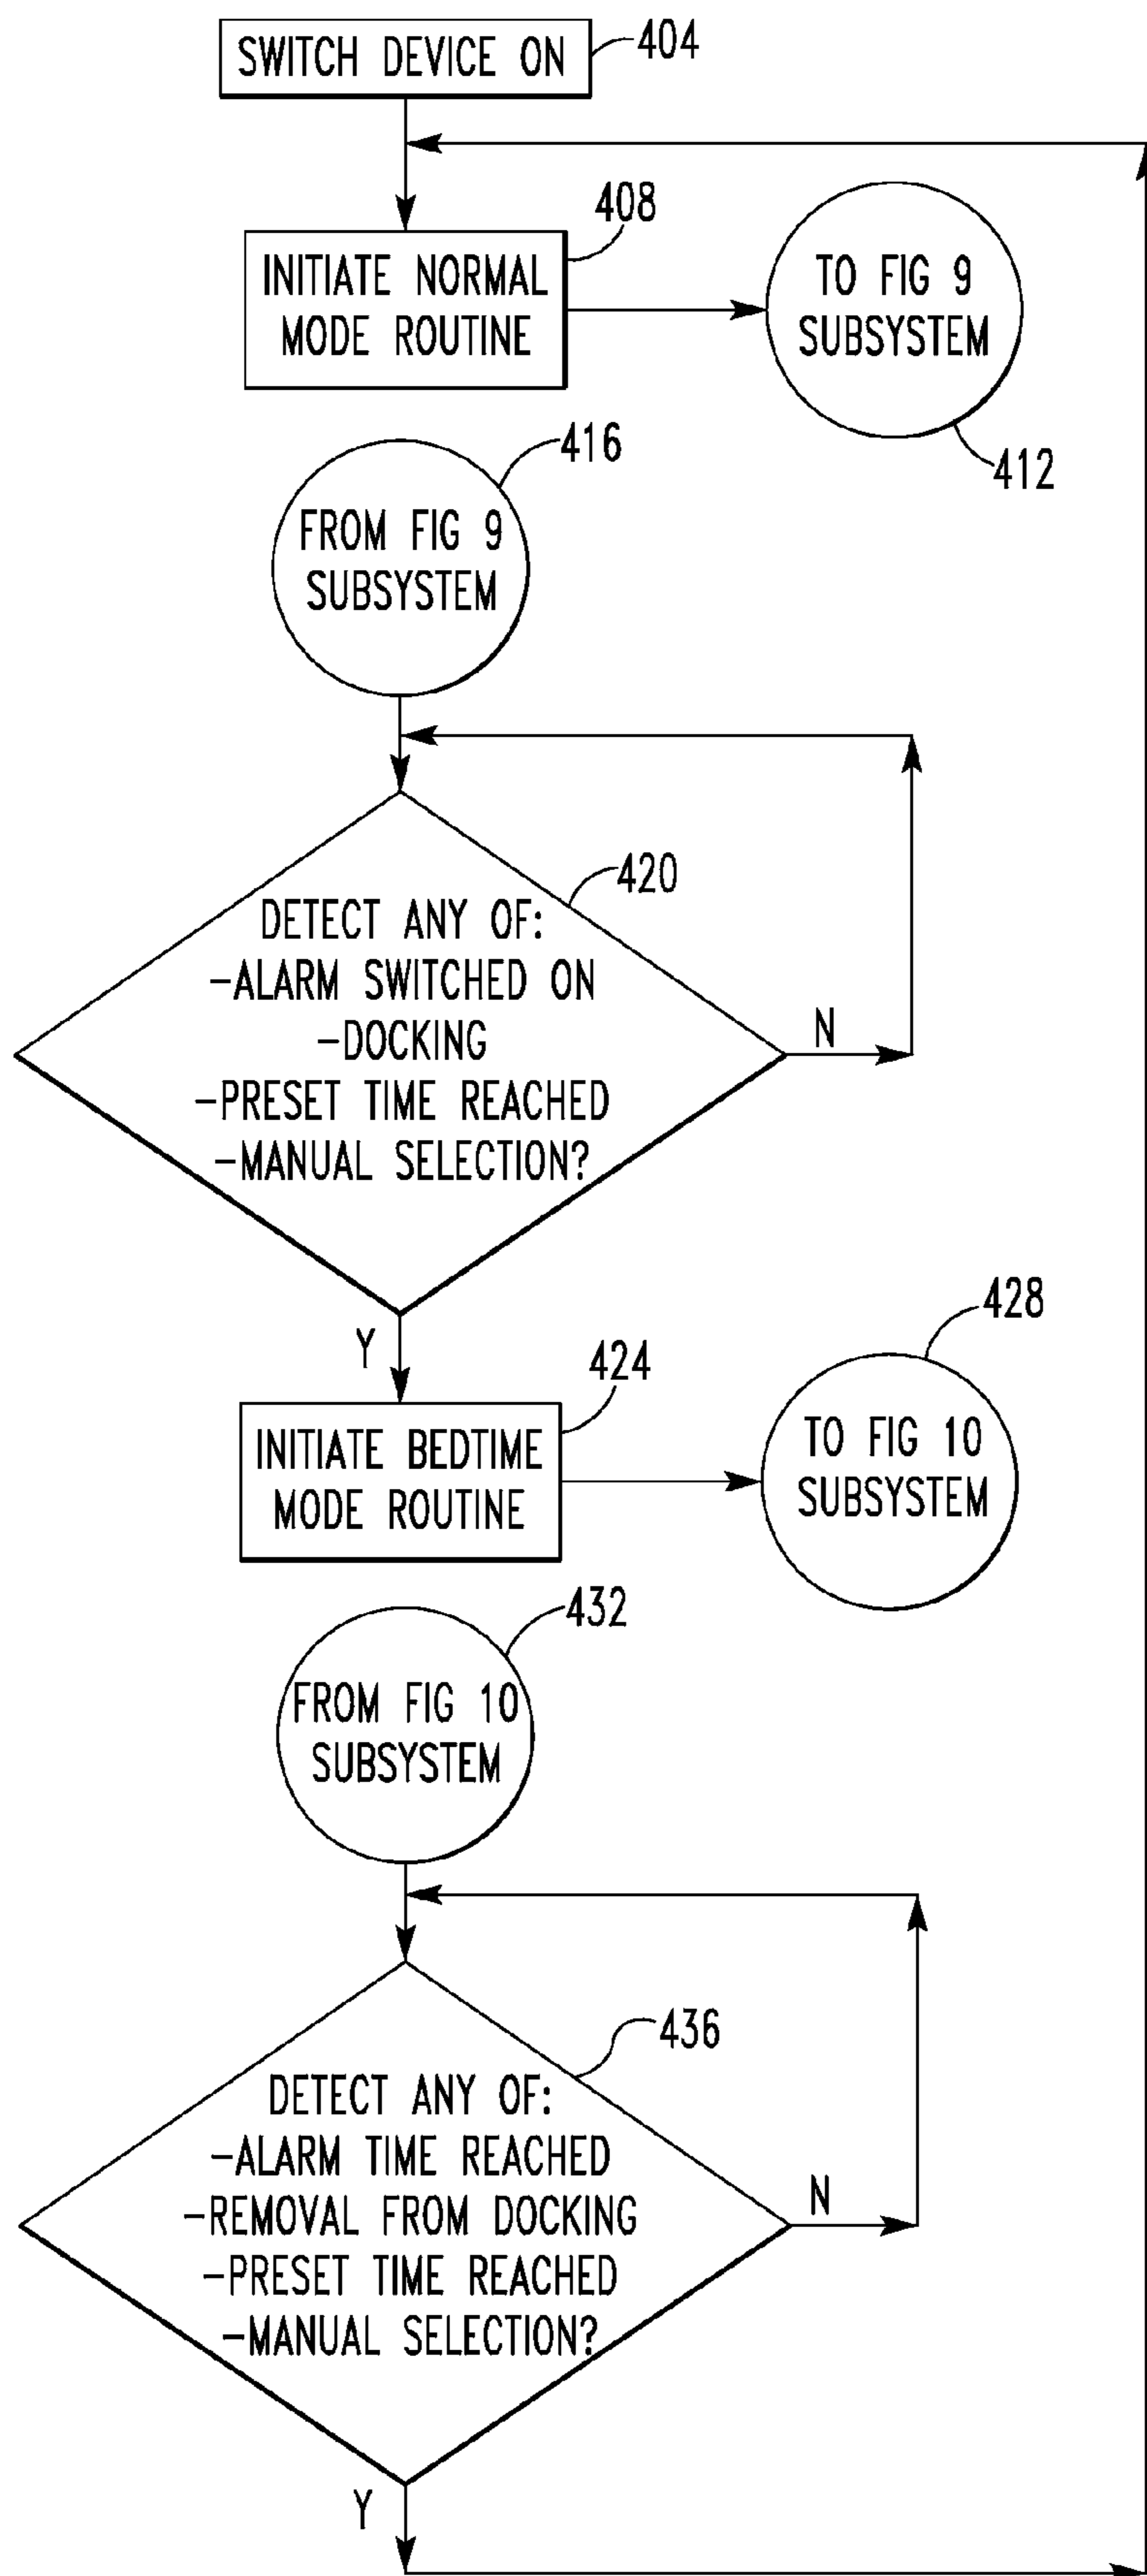 SWITCH DEVICE ON
404
408
INITIATE NORMAL
MODE ROUTINE
TO FIG 9
SUBSYSTEM
412
416
FROM FIG 9
SUBSYSTEM
420
DETECT ANY OF:
-ALARM SWITCHED ON
-DOCKING
-PRESET TIME REACHED
-MANUAL SELECTION?
N
Y
424
INITIATE BEDTIME
MODE ROUTINE
428
TO FIG 10
SUBSYSTEM
432
FROM FIG 10
SUBSYSTEM
436
DETECT ANY OF:
-ALARM TIME REACHED
-REMOVAL FROM DOCKING
-PRESET TIME REACHED
-MANUAL SELECTION?
N
Y